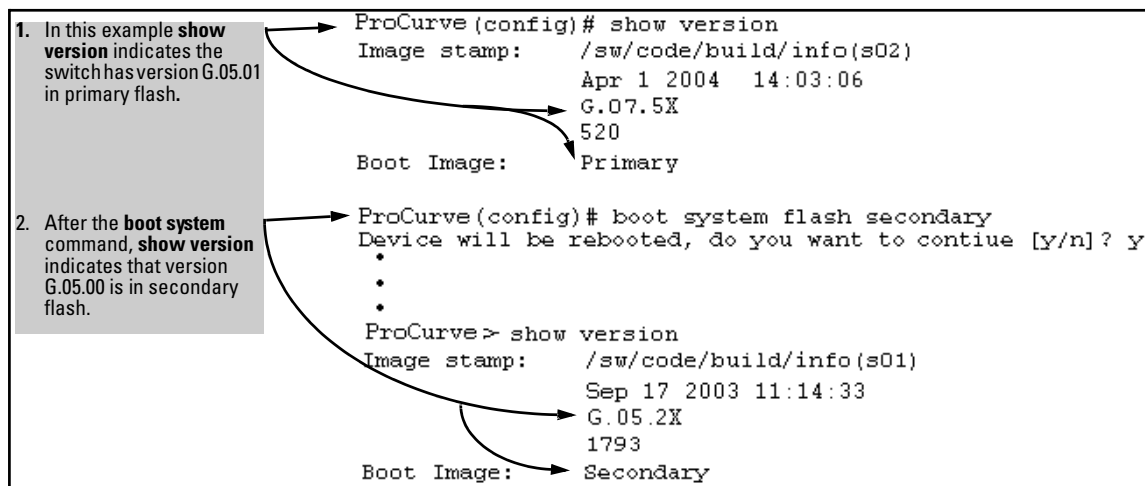 1. In this example show
version indicates the
switch has version G.05.01
in primary flash.
ProCurve (config)# show version
Image stamp: /sw/code/build/info(s02)
Apr 1 2004 14:03:06
G.07.5X
520
Boot Image: Primary
2. After the boot system
command, show version
indicates that version
G.05.00 is in secondary
flash.
ProCurve (config)# boot system flash secondary
Device will be rebooted, do you want to contiue [y/n]? y
ProCurve> show version
Image stamp: /sw/code/build/info(s01)
Sep 17 2003 11:14:33
G.05.2X
1793
Boot Image: Secondary